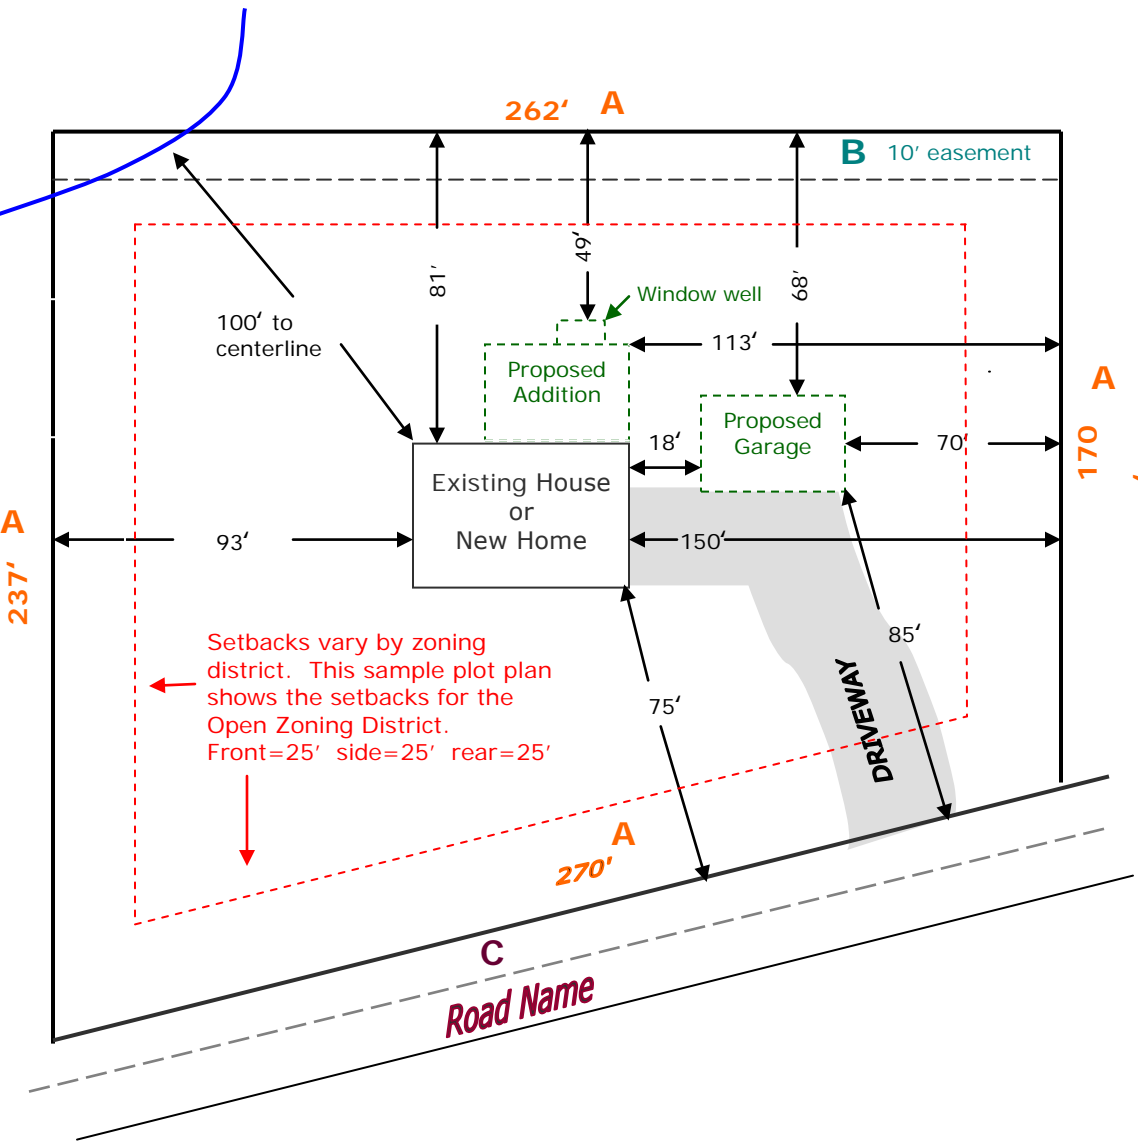 262‘ A
B 10’ easement
49‘
81’
68’
Window well
100‘ to
centerline
113‘
Proposed
Addition
A
Proposed
Garage
18‘
70‘
170
‘
Existing House
or
New Home
A
93‘
150‘
237‘
Setbacks vary by zoning
district. This sample plot plan
shows the setbacks for the
Open Zoning District.
Front=25’ side=25’ rear=25’
85‘
75‘
DRIVEWAY
A
270'
C
Road Name